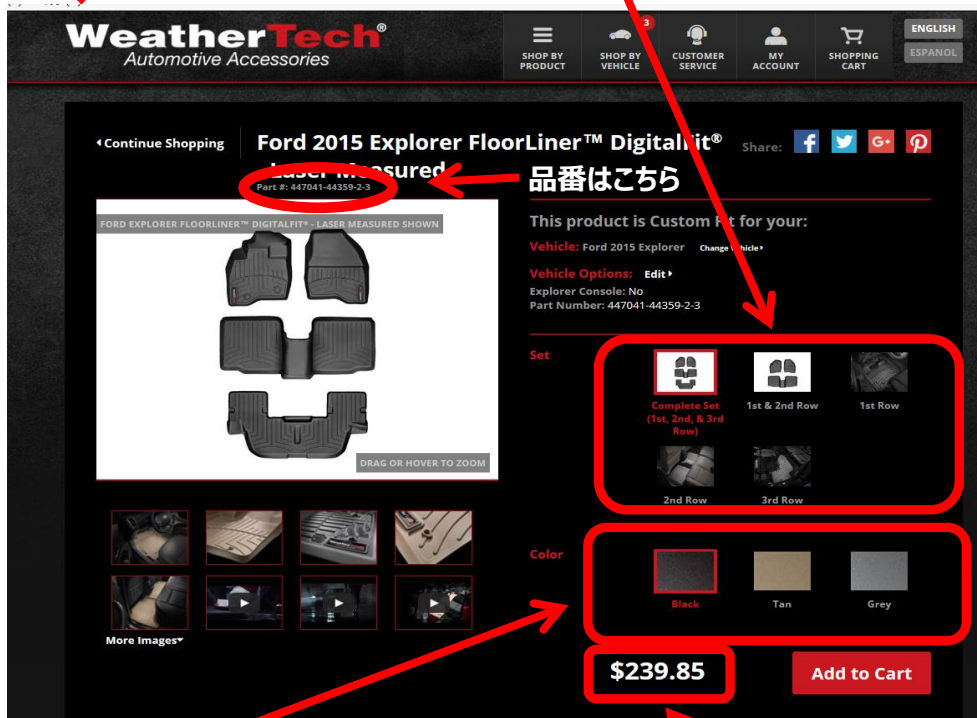 WeatherTech®
Automotive Accessories
SHOP BY PRODUCT
SHOP BY VEHICLE
3
CUSTOMER SERVICE
MY ACCOUNT
SHOPPING CART
ENGLISH
ESPANOL
Continue Shopping
Ford 2015 Explorer FloorLiner™ DigitalFit®
- Laser Measured
Part #: 447041-44359-2-3
Share:
品番はこちら
FORD EXPLORER FLOORLINER™ DIGITALFIT® - LASER MEASURED SHOWN
DRAG OR HOVER TO ZOOM
More Images
This product is Custom Fit for your:
Vehicle: Ford 2015 Explorer Change Vehicle
Vehicle Options: Edit
Explorer Console: No
Part Number: 447041-44359-2-3
Set
Complete Set
(1st, 2nd, & 3rd
Row)
1st & 2nd Row
1st Row
2nd Row
3rd Row
Color
Black
Tan
Grey
$239.85
Add to Cart